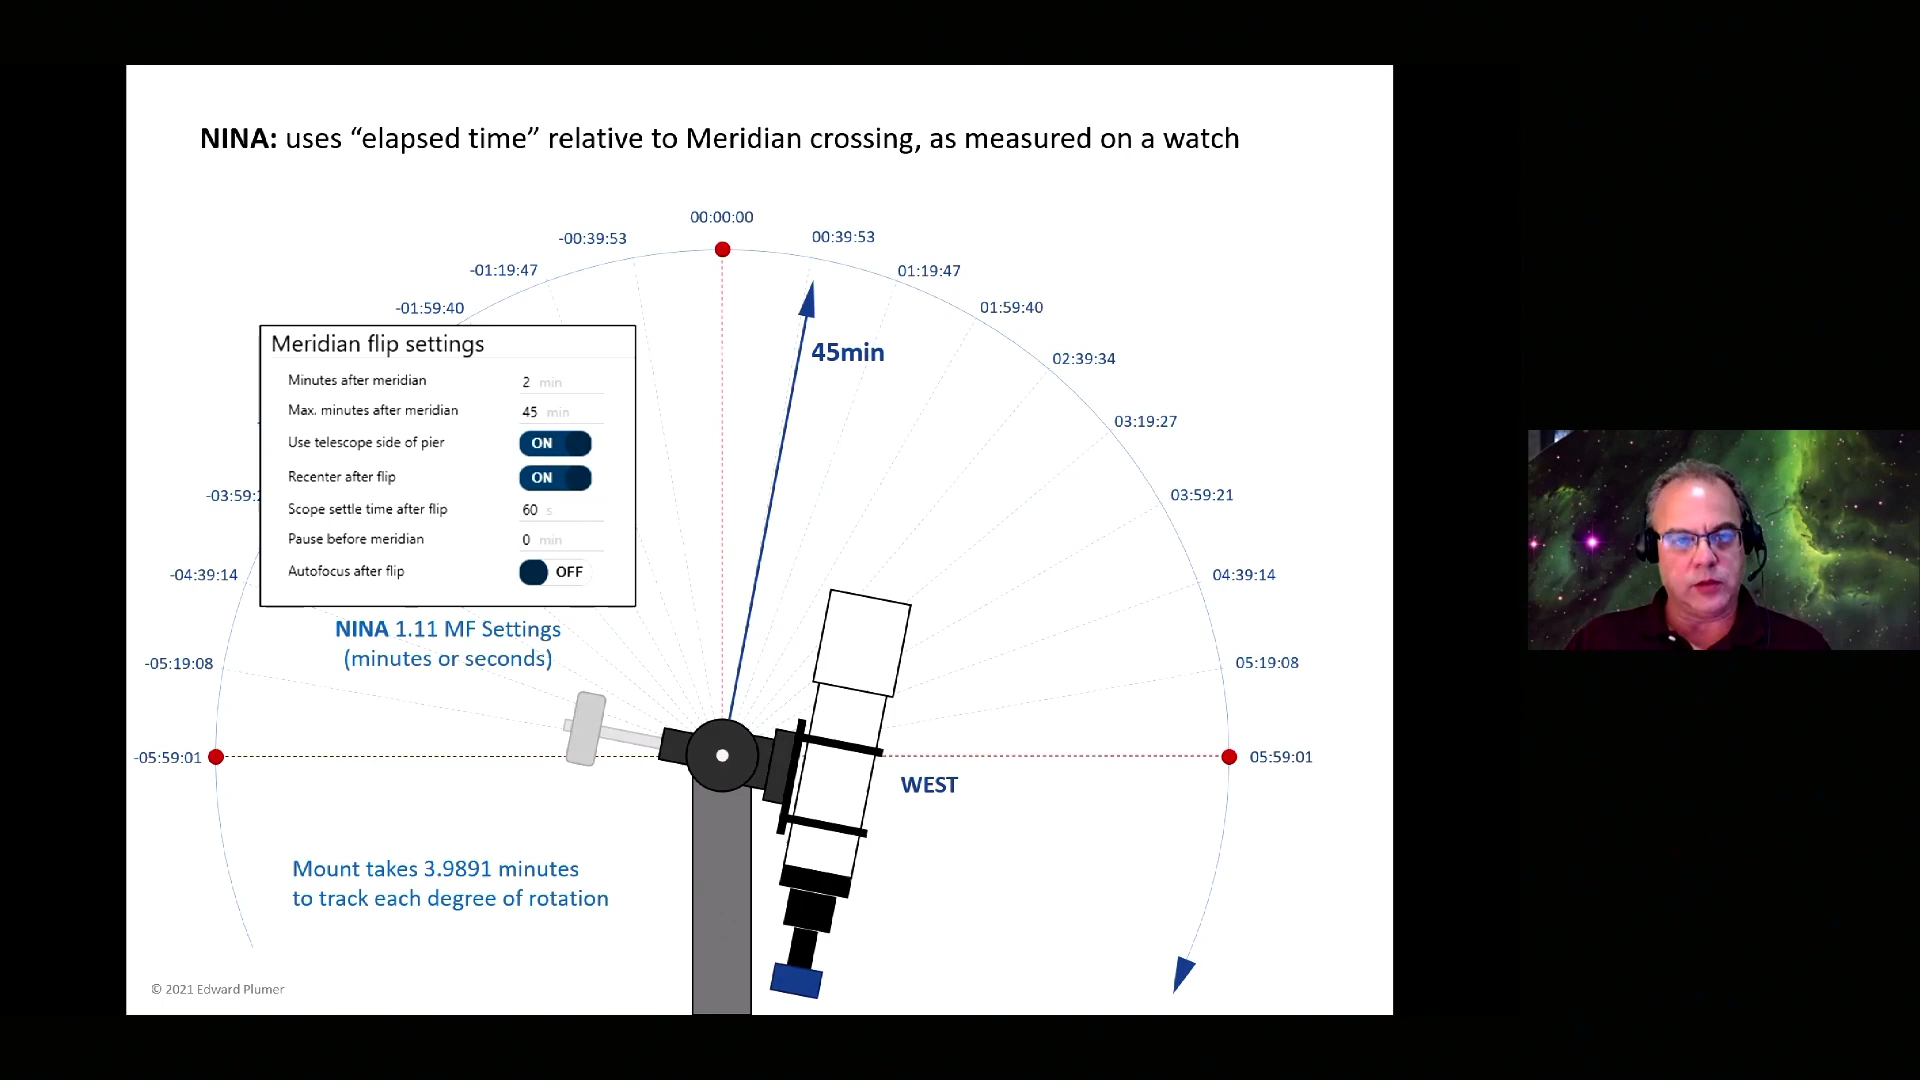 NINA: uses “elapsed time” relative to Meridian crossing, as measured on a watch
00:00:00
-00:39:53
00:39:53
-01:19:47
01:19:47
-01:59:40
01:59:40
02:39:34
03:19:27
03:59:21
04:39:14
05:19:08
05:59:01
-03:59:2
-04:39:14
-05:19:08
-05:59:01
45min
Meridian flip settings
Minutes after meridian 2 min
Max. minutes after meridian 45 min
Use telescope side of pier ON
Recenter after flip ON
Scope settle time after flip 60 s
Pause before meridian 0 min
Autofocus after flip OFF
NINA 1.11 MF Settings
(minutes or seconds)
WEST
Mount takes 3.9891 minutes
to track each degree of rotation
© 2021 Edward Plumer